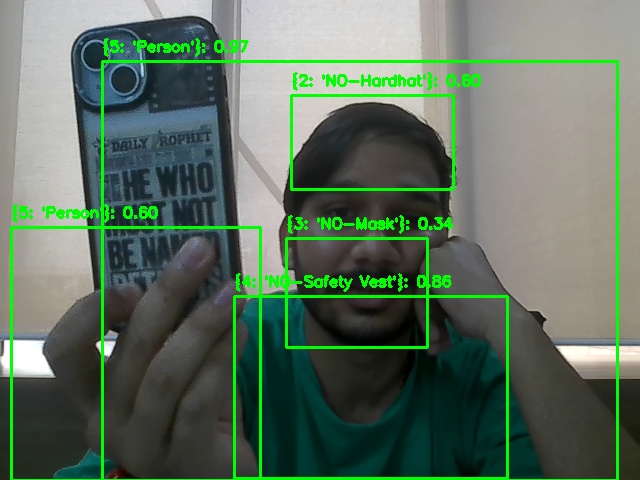 {5: 'Person'}: 0.97
{2: 'NO-Hardhat'}: 0.60
DAILY PROPHET
HE WHO
NOT
BE NAMED
{5: 'Person'}: 0.60
{3: 'NO-Mask'}: 0.34
{4: 'NO-Safety Vest'}: 0.86